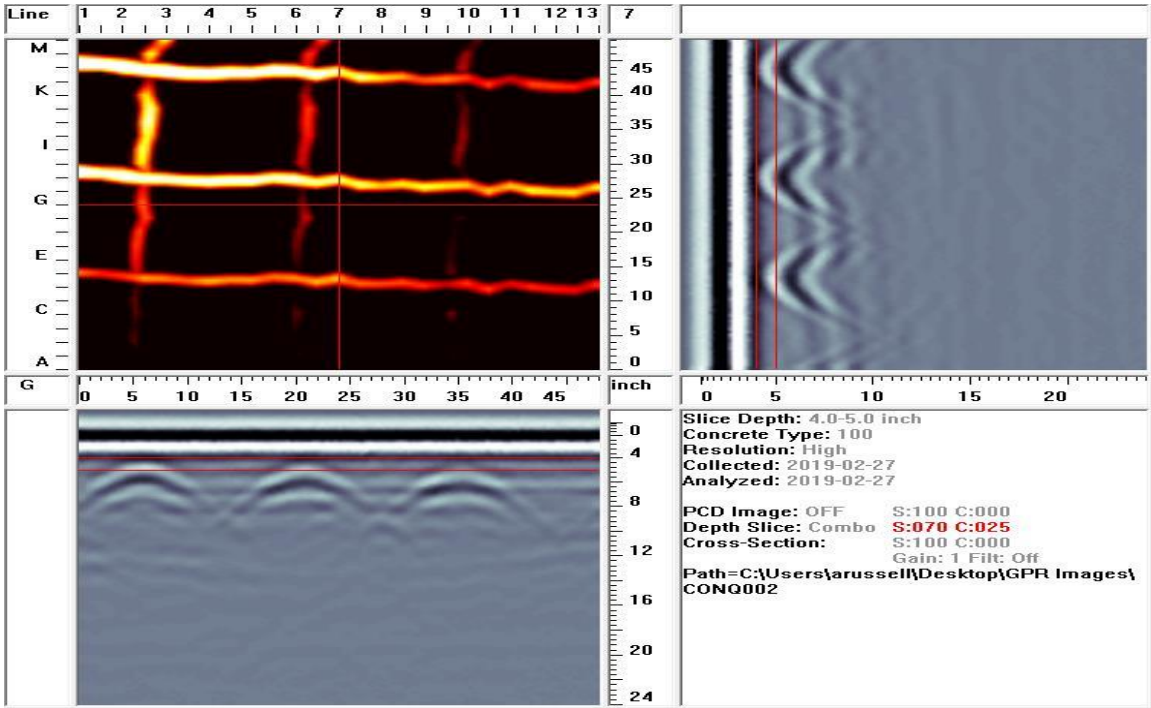 Line 1 2 3 4 5 6 7 8 9 10 11 12 13 7
M
K
I
G
E
C
A
45
40
35
30
25
20
15
10
5
0
G 0 5 10 15 20 25 30 35 40 45 inch 0 5 10 15 20
0
4
8
12
16
20
24
Slice Depth: 4.0-5.0 inch
Concrete Type: 100
Resolution: High
Collected: 2019-02-27
Analyzed: 2019-02-27
PCD Image: OFF S:100 C:000
Depth Slice: Combo S:070 C:025
Cross-Section: S:100 C:000
Gain: 1 Filt: Off
Path=C:\Users\arussell\Desktop\GPR Images\
CONQ002